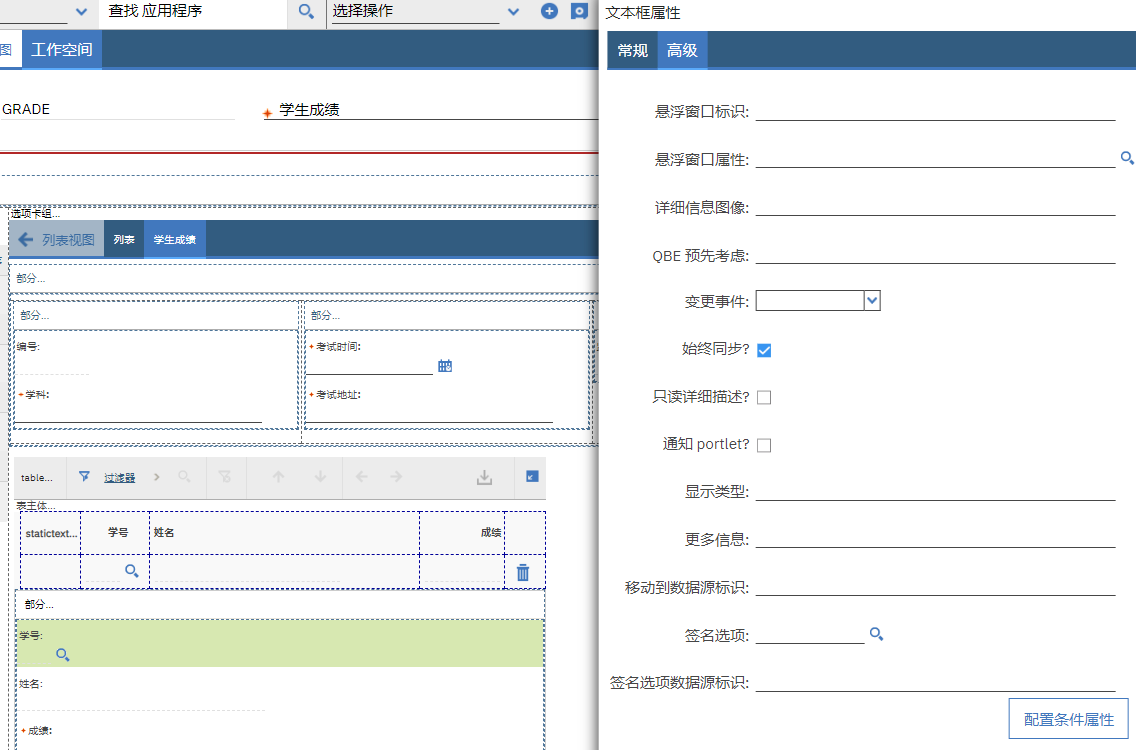 查找 应用程序
选择操作
图
工作空间
GRADE
学生成绩
选项卡组...
列表视图
列表
学生成绩
部分...
部分...
部分...
编号:
考试时间:
学科:
考试地址:
table...
过滤器
表主体...
statictext...
学号
姓名
成绩
部分...
学号:
姓名:
成绩:
文本框属性
常规
高级
悬浮窗口标识:
悬浮窗口属性:
详细信息图像:
QBE 预先考虑:
变更事件:
始终同步?
只读详细描述?
通知 portlet?
显示类型:
更多信息:
移动到数据源标识:
签名选项:
签名选项数据源标识:
配置条件属性